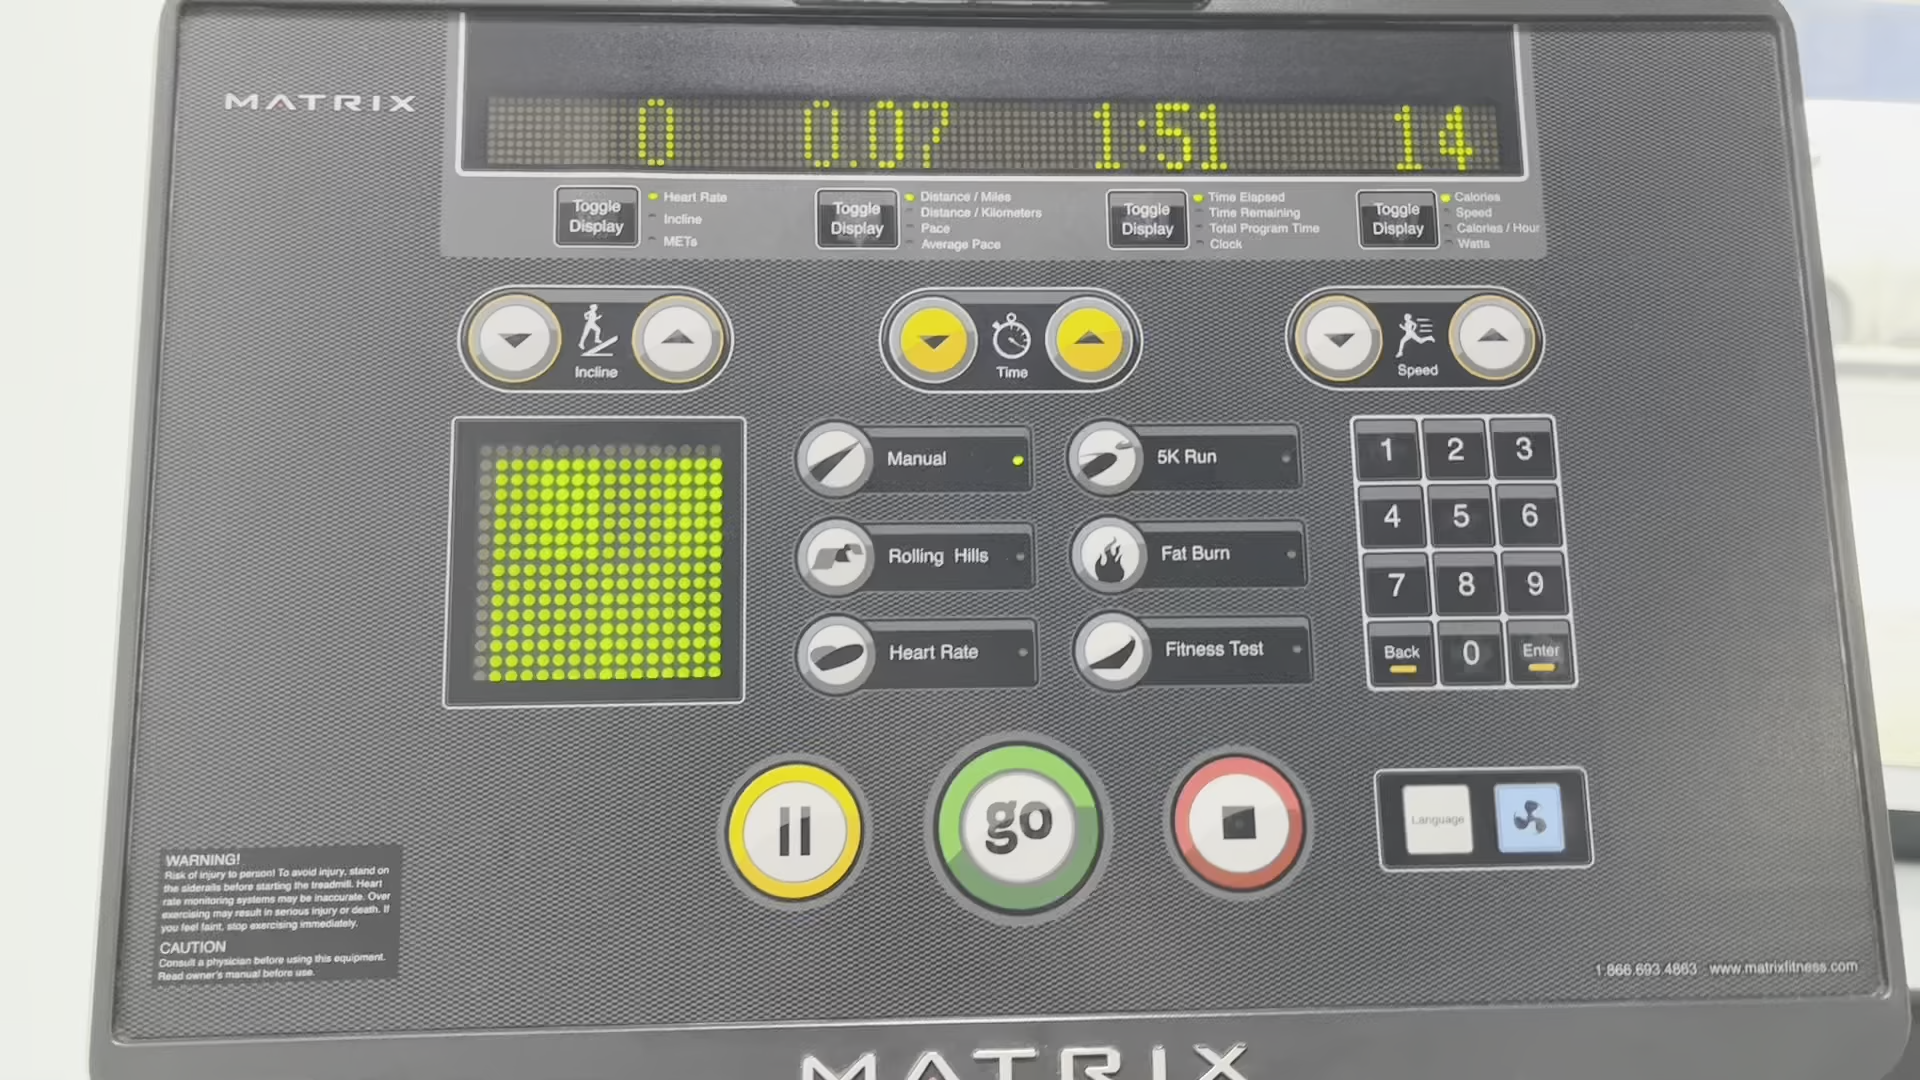 MATRIX
0 0.07 1:51 14
Toggle Display
Heart Rate
Incline
METs
Toggle Display
Distance / Miles
Distance / Kilometers
Pace
Average Pace
Toggle Display
Time Elapsed
Time Remaining
Total Program Time
Clock
Toggle Display
Calories
Speed
Calories / Hour
Watts
Incline
Time
Speed
Manual
5K Run
Rolling Hills
Fat Burn
Heart Rate
Fitness Test
1 2 3
4 5 6
7 8 9
Back 0 Enter
go
Language
WARNING!
Risk of injury to person! To avoid injury, stand on
the siderails before starting the treadmill. Heart
rate monitoring systems may be inaccurate. Over
exercising may result in serious injury or death. If
you feel faint, stop exercising immediately.
CAUTION
Consult a physician before using this equipment.
Read owner's manual before use.
1.866.693.4863 www.matrixfitness.com
MATRIX